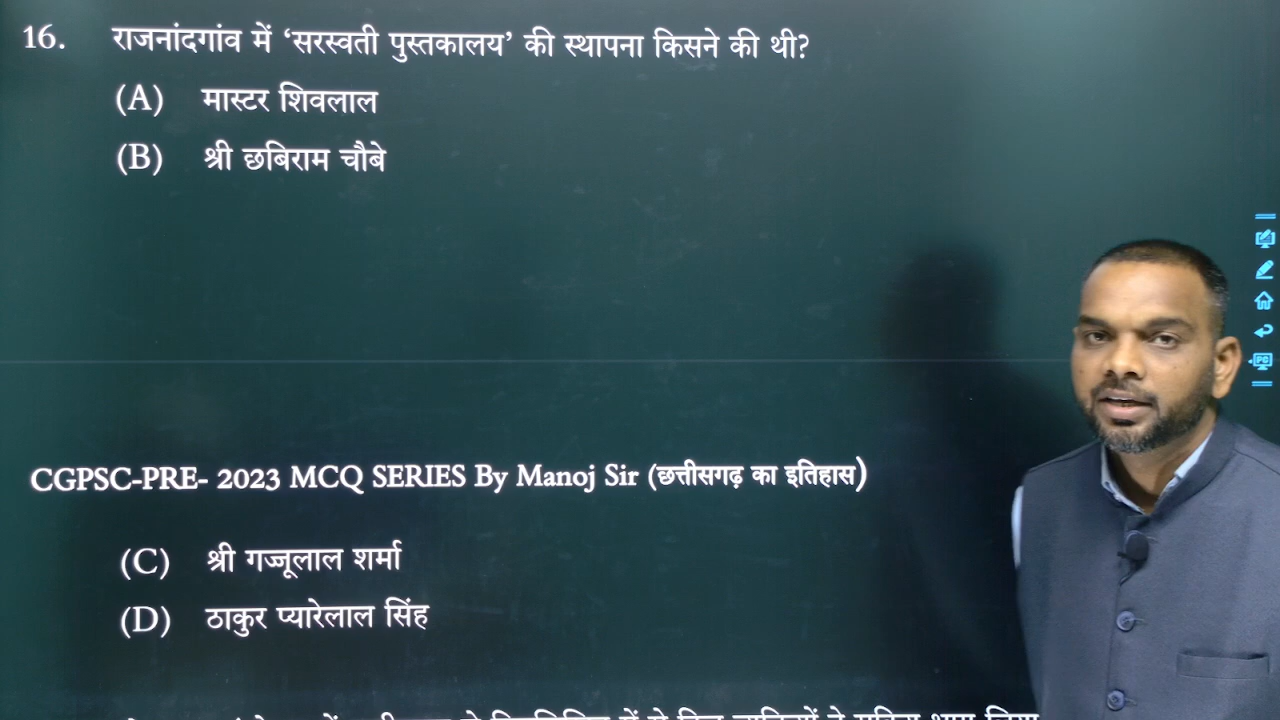 16. राजनांदगांव में ‘सरस्वती पुस्तकालय’ की स्थापना किसने की थी?
(A) मास्टर शिवलाल
(B) श्री छबिराम चौबे
CGPSC-PRE- 2023 MCQ SERIES By Manoj Sir (छत्तीसगढ़ का इतिहास)
(C) श्री गज्जूलाल शर्मा
(D) ठाकुर प्यारेलाल सिंह